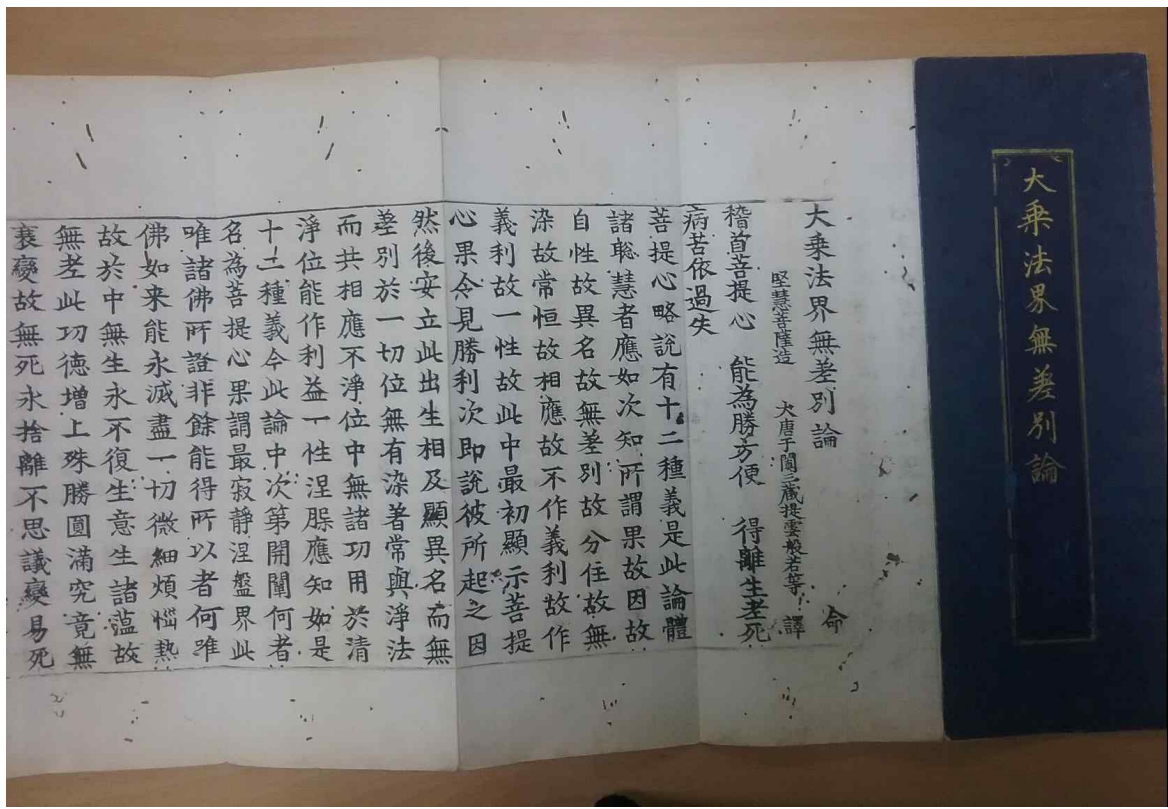 大乗法界無差別論
大乗法界無差別論 命
堅慧菩薩造 大唐于闐三蔵提雲般若等 譯
稽首菩提心 能為勝方便 得離生老死
病苦依過失
菩提心略說有十二種義是此論體
諸聡慧者應如次知所謂果故因故
自性故異名故無差別故分住故無
染故常恒故相應故不作義利故作
義利故一性故此中最初顯示菩提
心果令見勝利次即說彼所起之因
然後安立此出生相及顯異名而無
差別於一切位無有染著常與淨法
而共相應不淨位中無諸功用於清
淨位能作利益一性涅槃應知如是
十二種義今此論中次第開闡何者
名為菩提心果謂最寂靜涅盤界此
唯諸佛所證非餘能得所以者何唯
佛如来能永滅盡一切微細煩惱熱
故於中無生永不復生意生諸蘊故
無老此功德增上殊勝圓滿究竟無
衰變故無死永捨離不思議變易死